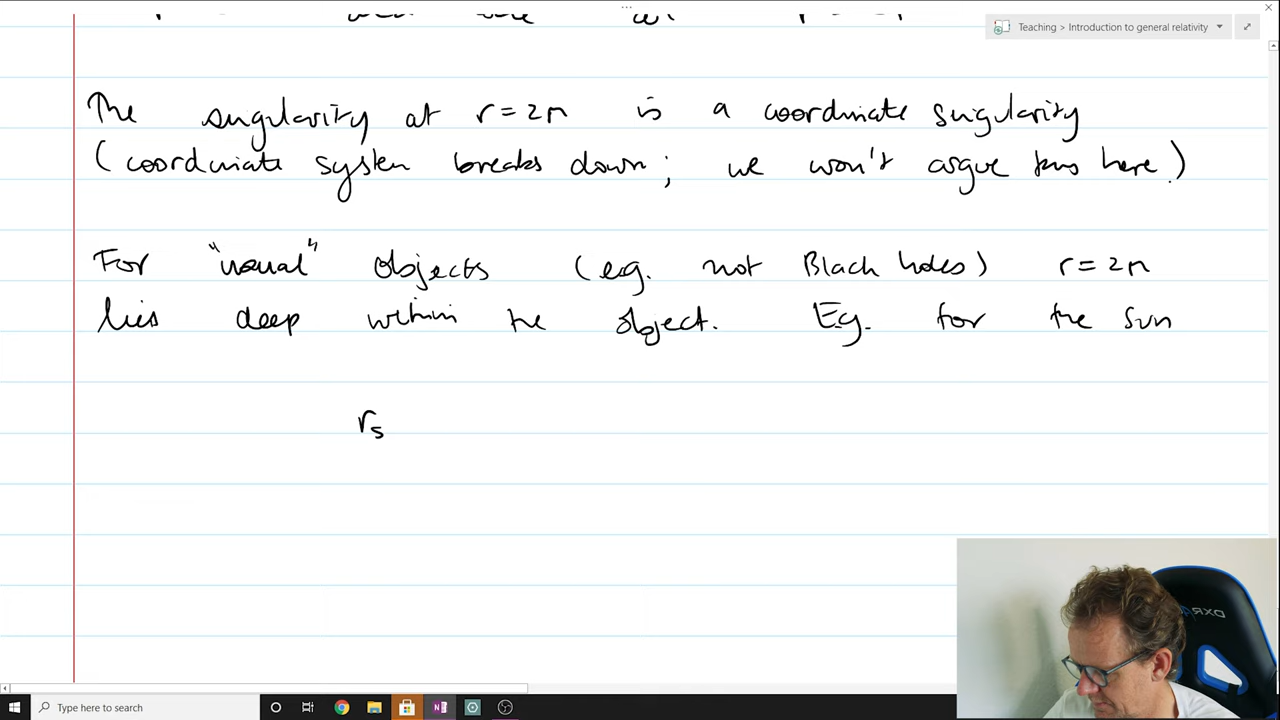 Teaching > Introduction to general relativity
The singularity at r = 2m is a coordinate singularity
(coordinate system breaks down; we won't argue this here.)
For "usual" objects (e.g. not Black holes) r = 2m
lies deep within the object. E.g. for the sun
rs
Type here to search
DXR